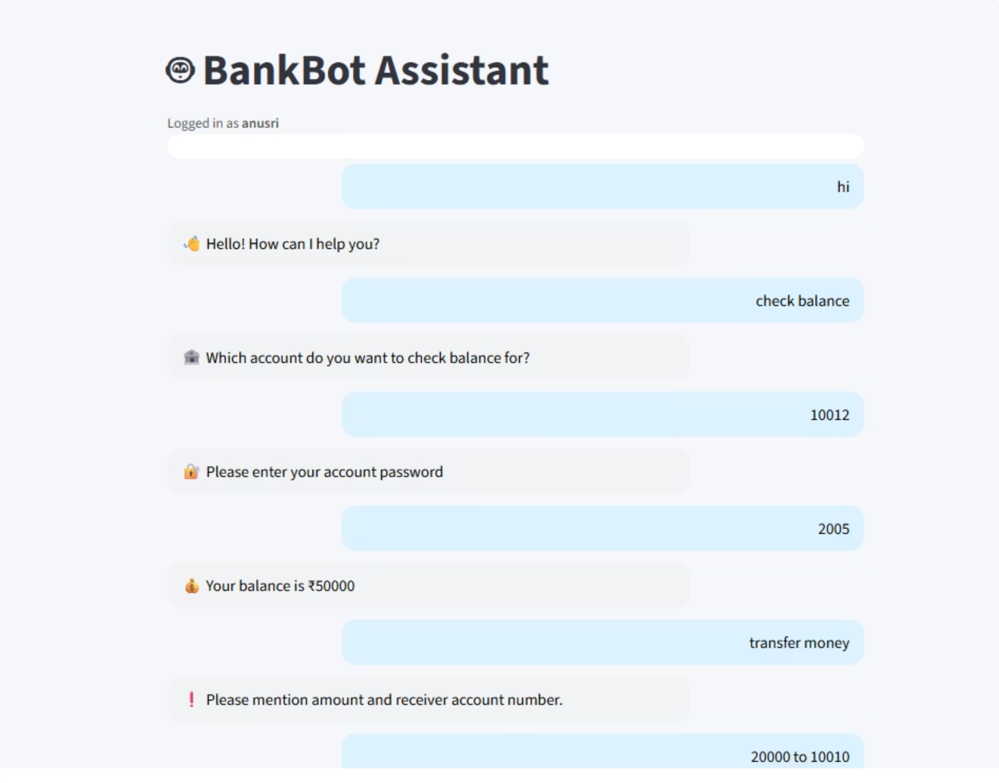 BankBot Assistant
Logged in as anusri
hi
Hello! How can I help you?
check balance
Which account do you want to check balance for?
10012
Please enter your account password
2005
Your balance is ₹50000
transfer money
Please mention amount and receiver account number.
20000 to 10010